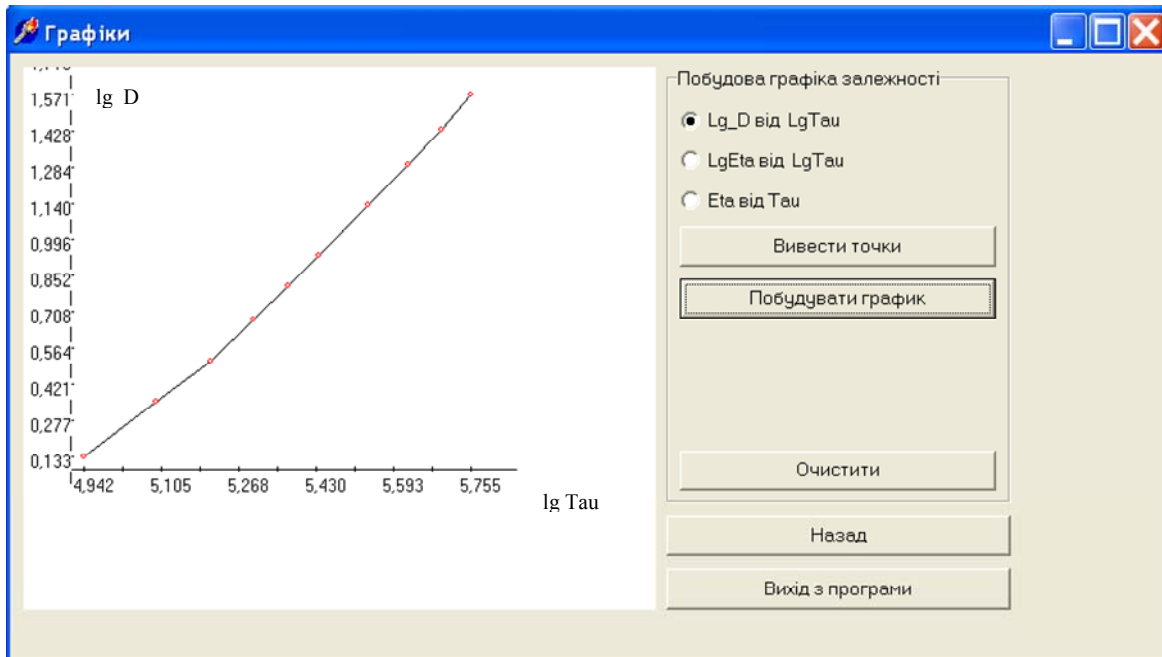 Графіки
lg D
1,571
1,428
1,284
1,140
0,996
0,852
0,708
0,564
0,421
0,277
0,133
4,942 5,105 5,268 5,430 5,593 5,755
lg Tau
Побудова графіка залежності
Lg_D від LgTau
LgEta від LgTau
Eta від Tau
Вивести точки
Побудувати график
Очистити
Назад
Вихід з програми